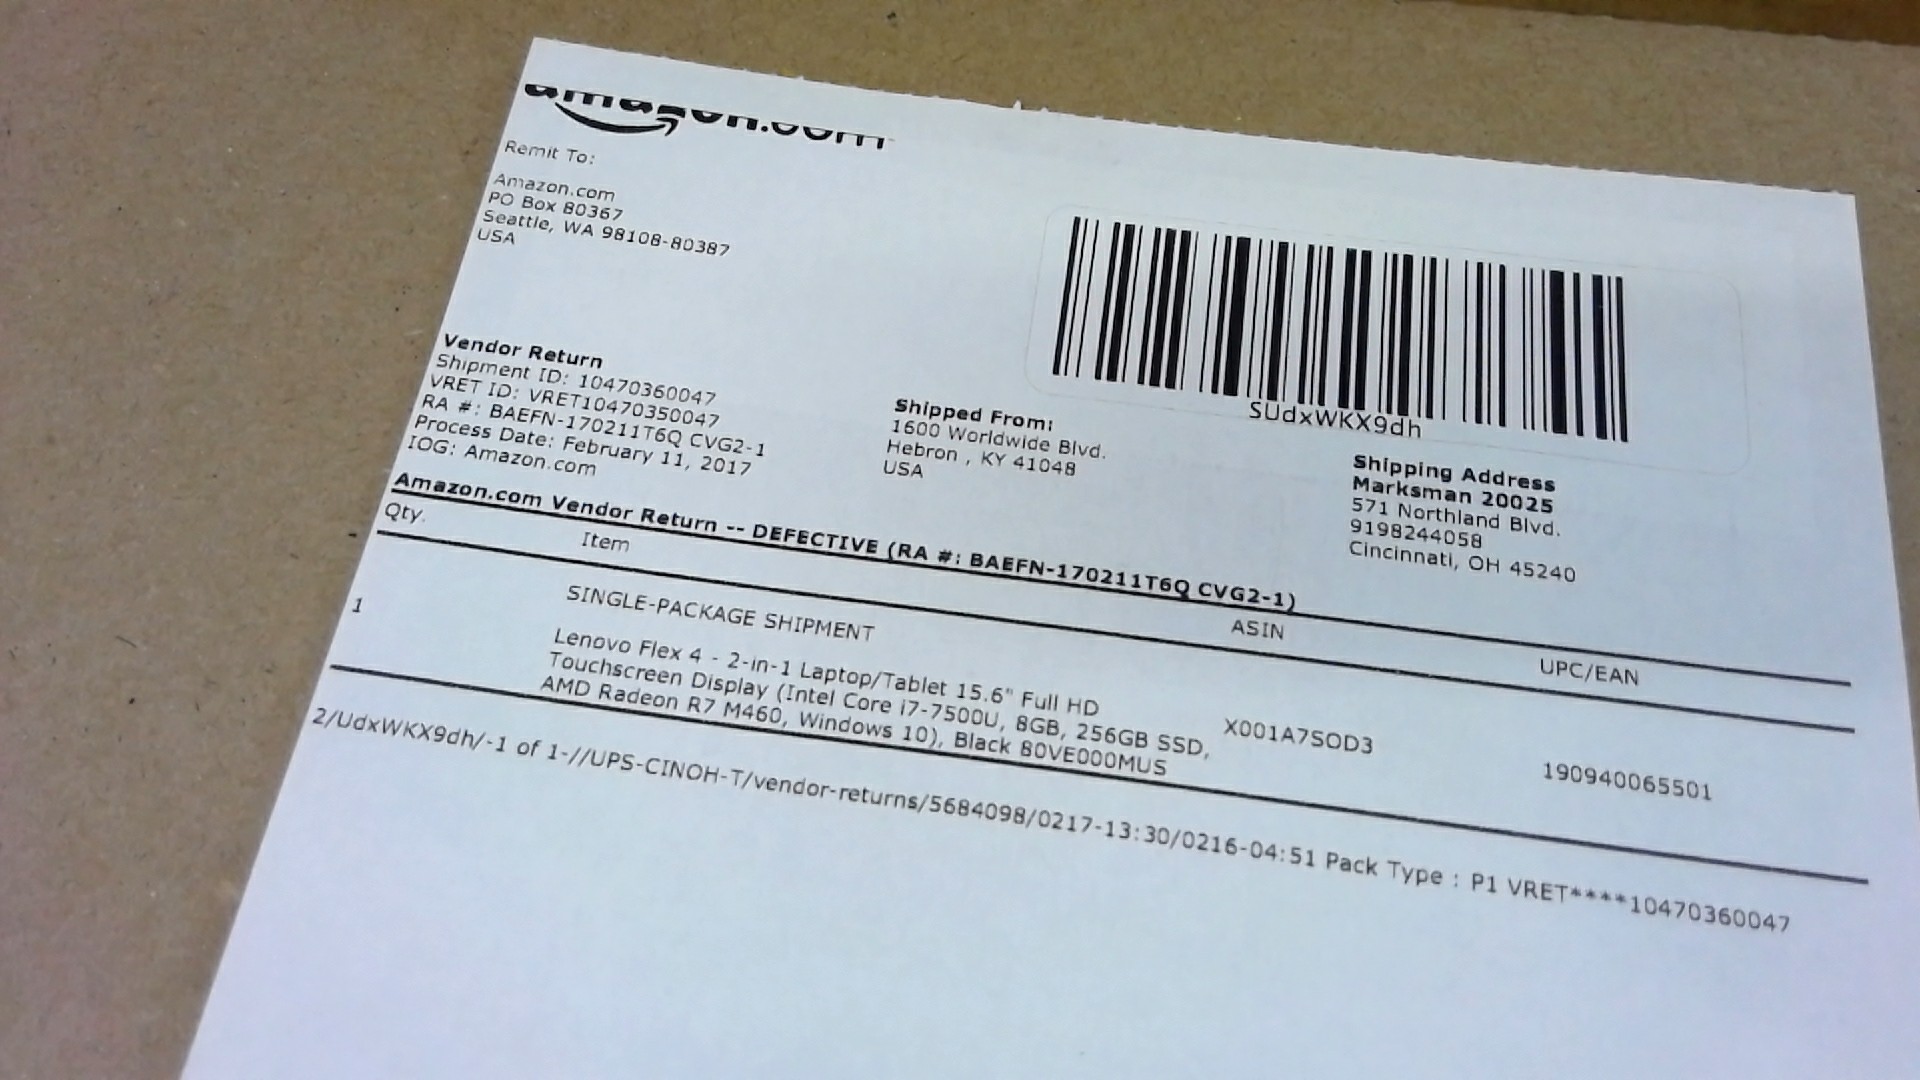 amazon.com
Remit To:
Amazon.com
PO Box 80367
Seattle, WA 98108-80387
USA
SUdxWKX9dh
Vendor Return
Shipment ID: 10470360047
VRET ID: VRET10470350047
RA #: BAEFN-170211T6Q CVG2-1
Process Date: February 11, 2017
IOG: Amazon.com
Shipped From:
1600 Worldwide Blvd.
Hebron , KY 41048
USA
Shipping Address
Marksman 20025
571 Northland Blvd.
9198244058
Cincinnati, OH 45240
Amazon.com Vendor Return -- DEFECTIVE (RA #: BAEFN-170211T6Q CVG2-1)
Qty. Item ASIN UPC/EAN
SINGLE-PACKAGE SHIPMENT
1 Lenovo Flex 4 - 2-in-1 Laptop/Tablet 15.6" Full HD
Touchscreen Display (Intel Core i7-7500U, 8GB, 256GB SSD,
AMD Radeon R7 M460, Windows 10), Black 80VE000MUS
X001A7SOD3
190940065501
2/UdxWKX9dh/-1 of 1-//UPS-CINOH-T/vendor-returns/5684098/0217-13:30/0216-04:51 Pack Type : P1 VRET****10470360047